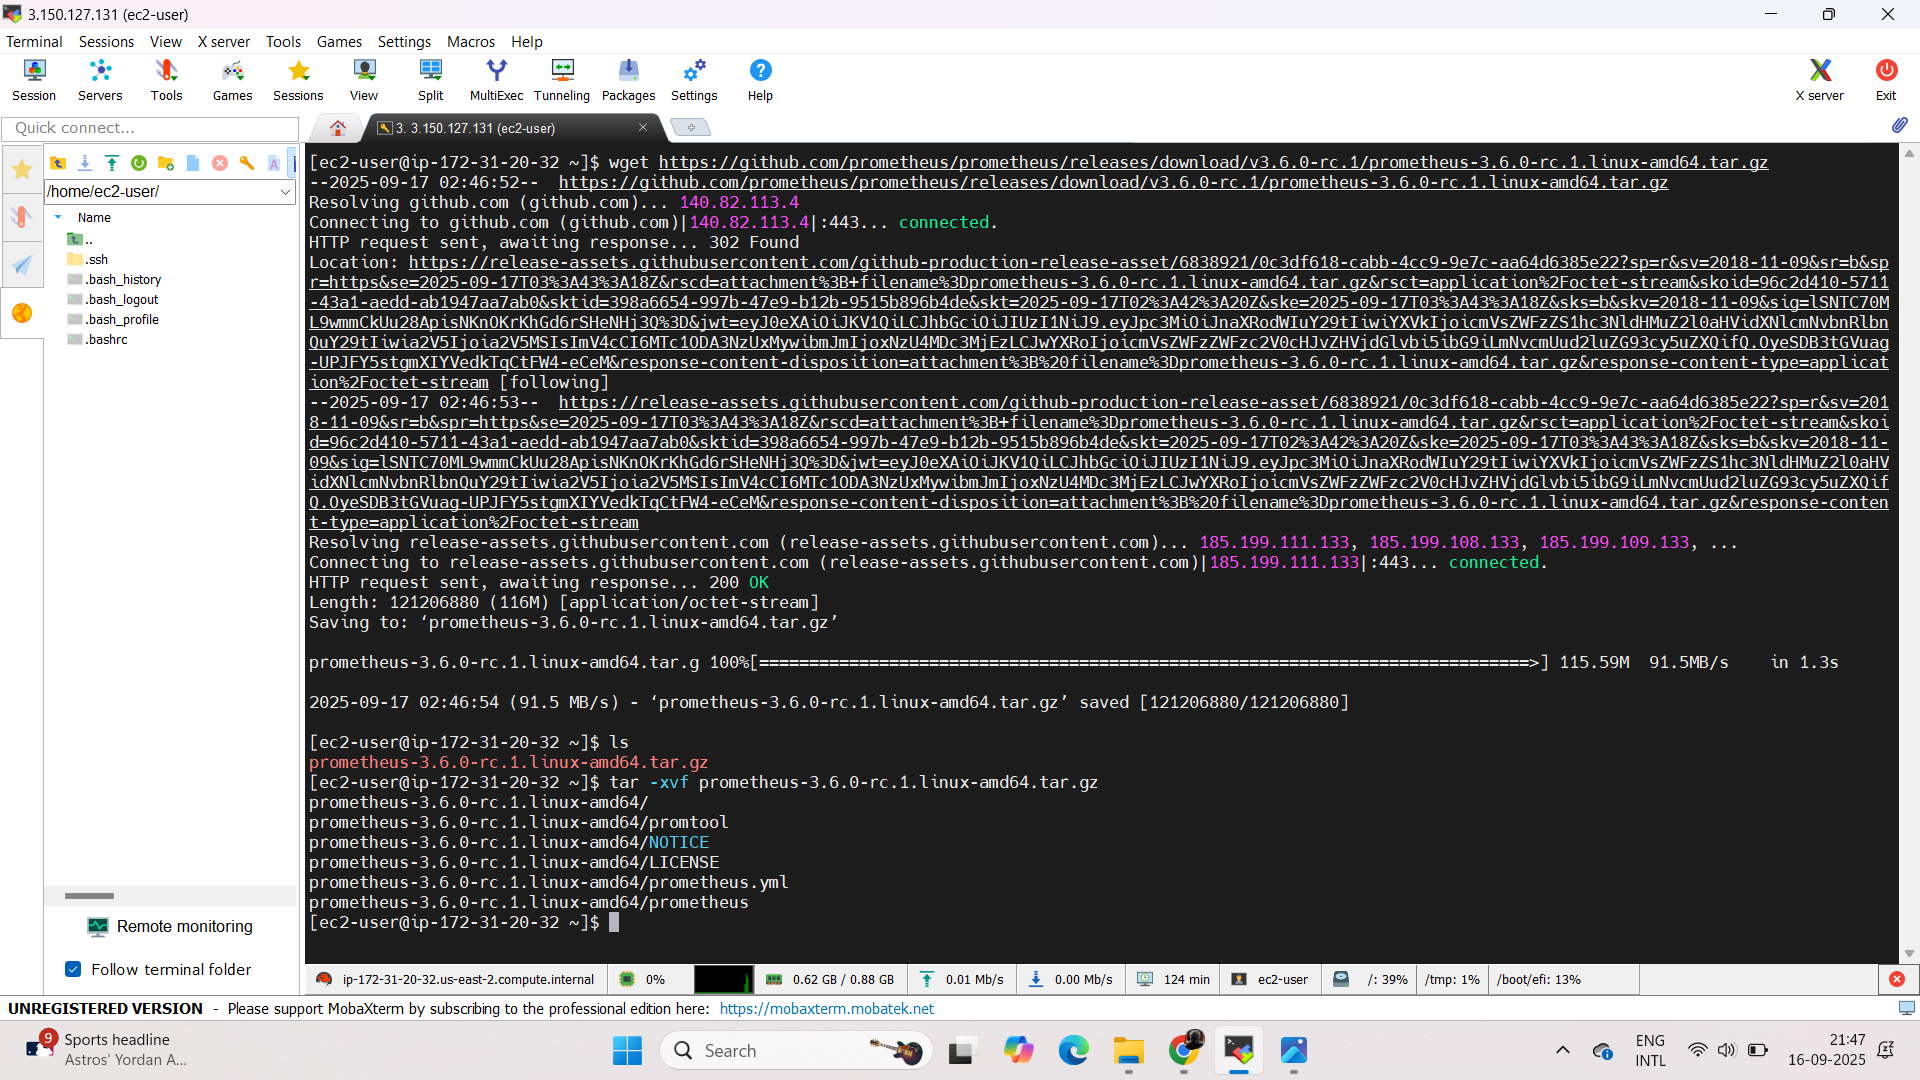 3.150.127.131 (ec2-user)
Terminal Sessions View X server Tools Games Settings Macros Help
Session Servers Tools Games Sessions View Split MultiExec Tunneling Packages Settings Help X server Exit
Quick connect...
3. 3.150.127.131 (ec2-user)
/home/ec2-user/
Name
..
.ssh
.bash_history
.bash_logout
.bash_profile
.bashrc
Remote monitoring
Follow terminal folder
[ec2-user@ip-172-31-20-32 ~]$ wget https://github.com/prometheus/prometheus/releases/download/v3.6.0-rc.1/prometheus-3.6.0-rc.1.linux-amd64.tar.gz
--2025-09-17 02:46:52-- https://github.com/prometheus/prometheus/releases/download/v3.6.0-rc.1/prometheus-3.6.0-rc.1.linux-amd64.tar.gz
Resolving github.com (github.com)... 140.82.113.4
Connecting to github.com (github.com)|140.82.113.4|:443... connected.
HTTP request sent, awaiting response... 302 Found
Location: https://release-assets.githubusercontent.com/github-production-release-asset/6838921/0c3df618-cabb-4cc9-9e7c-aa64d6385e22?sp=r&sv=2018-11-09&sr=b&sp
r=https&se=2025-09-17T03%3A43%3A18Z&rscd=attachment%3B+filename%3Dprometheus-3.6.0-rc.1.linux-amd64.tar.gz&rsct=application%2Foctet-stream&skoid=96c2d410-5711
-43a1-aedd-ab1947aa7ab0&sktid=398a6654-997b-47e9-b12b-9515b896b4de&skt=2025-09-17T02%3A42%3A20Z&ske=2025-09-17T03%3A43%3A18Z&sks=b&skv=2018-11-09&sig=lSNTC70M
L9wmmCkUu28ApisNKnOKrKhGd6rSHeNHj3Q%3D&jwt=eyJ0eXAiOiJKV1QiLCJhbGciOiJIUzI1NiJ9.eyJpc3MiOiJnaXRodWIuY29tIiwiYXVkIjoicmVsZWFzZS1hc3NldHMuZ2l0aHVidXNlcmNvbnRlbn
QuY29tIiwia2V5Ijoia2V5MSIsImV4cCI6MTc1ODA3NzUxMywibmJmIjoxNzU4MDc3MjEzLCJwYXRoIjoicmVsZWFzZWFzc2V0cHJvZHVjdGlvbi5ibG9iLmNvcmUud2luZG93cy5uZXQifQ.OyeSDB3tGVuag
-UPJFY5stgmXIYVedkTqCtFW4-eCeM&response-content-disposition=attachment%3B%20filename%3Dprometheus-3.6.0-rc.1.linux-amd64.tar.gz&response-content-type=applicat
ion%2Foctet-stream [following]
--2025-09-17 02:46:53-- https://release-assets.githubusercontent.com/github-production-release-asset/6838921/0c3df618-cabb-4cc9-9e7c-aa64d6385e22?sp=r&sv=201
8-11-09&sr=b&spr=https&se=2025-09-17T03%3A43%3A18Z&rscd=attachment%3B+filename%3Dprometheus-3.6.0-rc.1.linux-amd64.tar.gz&rsct=application%2Foctet-stream&skoi
d=96c2d410-5711-43a1-aedd-ab1947aa7ab0&sktid=398a6654-997b-47e9-b12b-9515b896b4de&skt=2025-09-17T02%3A42%3A20Z&ske=2025-09-17T03%3A43%3A18Z&sks=b&skv=2018-11-
09&sig=lSNTC70ML9wmmCkUu28ApisNKnOKrKhGd6rSHeNHj3Q%3D&jwt=eyJ0eXAiOiJKV1QiLCJhbGciOiJIUzI1NiJ9.eyJpc3MiOiJnaXRodWIuY29tIiwiYXVkIjoicmVsZWFzZS1hc3NldHMuZ2l0aHV
idXNlcmNvbnRlbnQuY29tIiwia2V5Ijoia2V5MSIsImV4cCI6MTc1ODA3NzUxMywibmJmIjoxNzU4MDc3MjEzLCJwYXRoIjoicmVsZWFzZWFzc2V0cHJvZHVjdGlvbi5ibG9iLmNvcmUud2luZG93cy5uZXQif
Q.OyeSDB3tGVuag-UPJFY5stgmXIYVedkTqCtFW4-eCeM&response-content-disposition=attachment%3B%20filename%3Dprometheus-3.6.0-rc.1.linux-amd64.tar.gz&response-conten
t-type=application%2Foctet-stream
Resolving release-assets.githubusercontent.com (release-assets.githubusercontent.com)... 185.199.111.133, 185.199.108.133, 185.199.109.133, ...
Connecting to release-assets.githubusercontent.com (release-assets.githubusercontent.com)|185.199.111.133|:443... connected.
HTTP request sent, awaiting response... 200 OK
Length: 121206880 (116M) [application/octet-stream]
Saving to: ‘prometheus-3.6.0-rc.1.linux-amd64.tar.gz’
prometheus-3.6.0-rc.1.linux-amd64.tar.g 100%[=============================================================================>] 115.59M 91.5MB/s in 1.3s
2025-09-17 02:46:54 (91.5 MB/s) - ‘prometheus-3.6.0-rc.1.linux-amd64.tar.gz’ saved [121206880/121206880]
[ec2-user@ip-172-31-20-32 ~]$ ls
prometheus-3.6.0-rc.1.linux-amd64.tar.gz
[ec2-user@ip-172-31-20-32 ~]$ tar -xvf prometheus-3.6.0-rc.1.linux-amd64.tar.gz
prometheus-3.6.0-rc.1.linux-amd64/
prometheus-3.6.0-rc.1.linux-amd64/promtool
prometheus-3.6.0-rc.1.linux-amd64/NOTICE
prometheus-3.6.0-rc.1.linux-amd64/LICENSE
prometheus-3.6.0-rc.1.linux-amd64/prometheus.yml
prometheus-3.6.0-rc.1.linux-amd64/prometheus
[ec2-user@ip-172-31-20-32 ~]$
ip-172-31-20-32.us-east-2.compute.internal 0% 0.62 GB / 0.88 GB 0.01 Mb/s 0.00 Mb/s 124 min ec2-user /: 39% /tmp: 1% /boot/efi: 13%
UNREGISTERED VERSION - Please support MobaXterm by subscribing to the professional edition here: https://mobaxterm.mobatek.net
9
Sports headline
Astros' Yordan A...
Search
ENG
INTL
21:47
16-09-2025